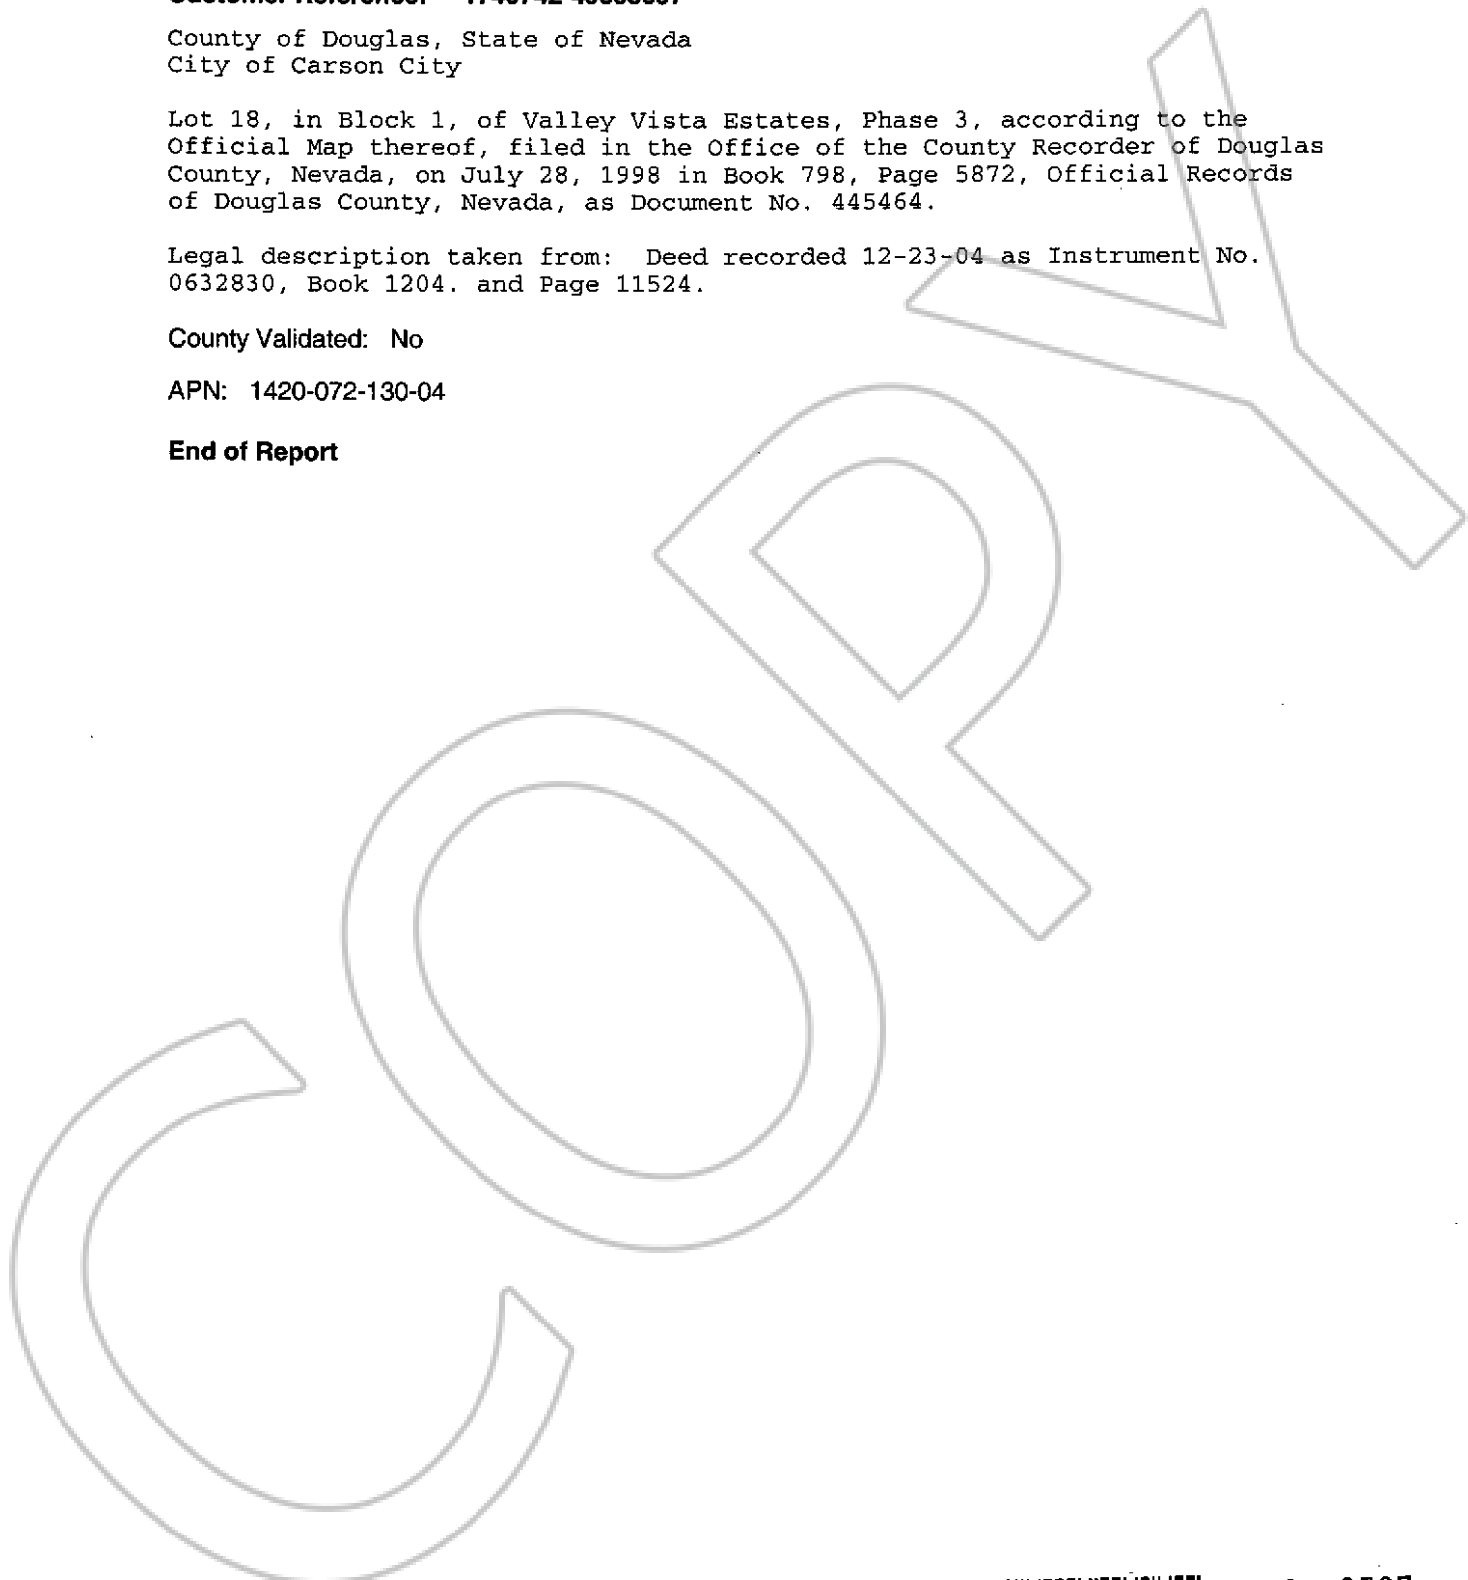 County of Douglas, State of Nevada
City of Carson City
Lot 18, in Block 1, of Valley Vista Estates, Phase 3, according to the
Official Map thereof, filed in the Office of the County Recorder of Douglas
County, Nevada, on July 28, 1998 in Book 798, Page 5872, Official Records
of Douglas County, Nevada, as Document No. 445464.
Legal description taken from: Deed recorded 12-23-04 as Instrument No.
0632830, Book 1204. and Page 11524.
County Validated: No
APN: 1420-072-130-04
End of Report
COPY